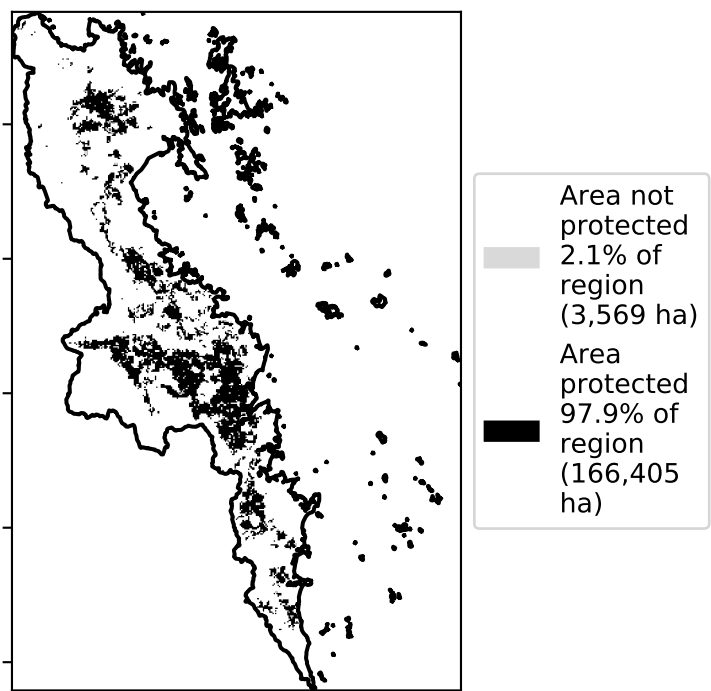 Area not
protected
2.1% of
region
(3,569 ha)
Area
protected
97.9% of
region
(166,405
ha)